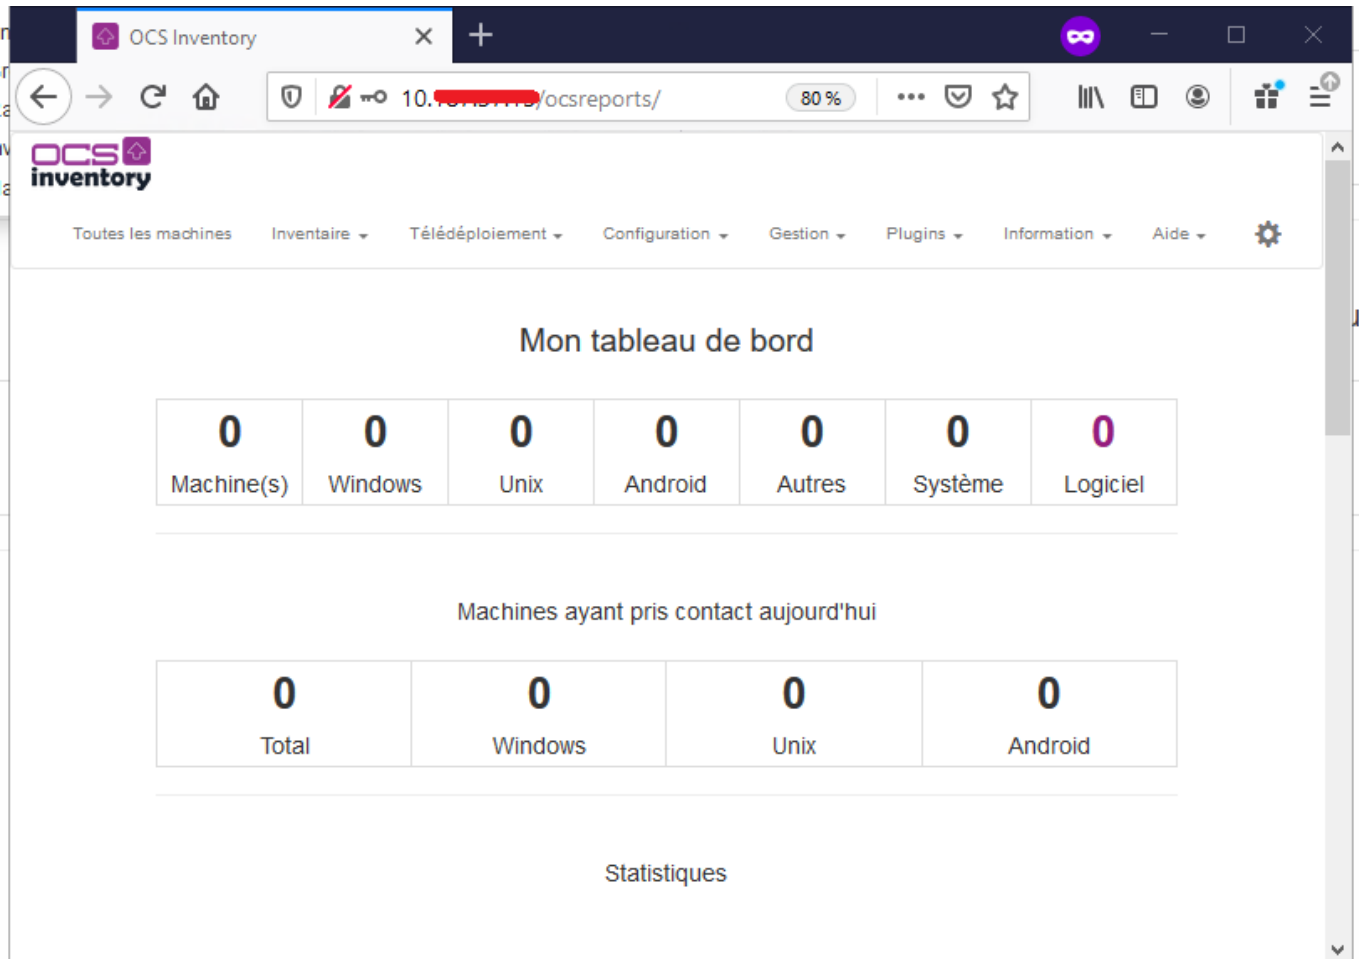 OCS Inventory
10.
/ocsreports/
80 %
OCS
inventory
Toutes les machines Inventaire Télédéploiement Configuration Gestion Plugins Information Aide
Mon tableau de bord
0 0 0 0 0 0 0
Machine(s) Windows Unix Android Autres Système Logiciel
Machines ayant pris contact aujourd'hui
0 0 0 0
Total Windows Unix Android
Statistiques